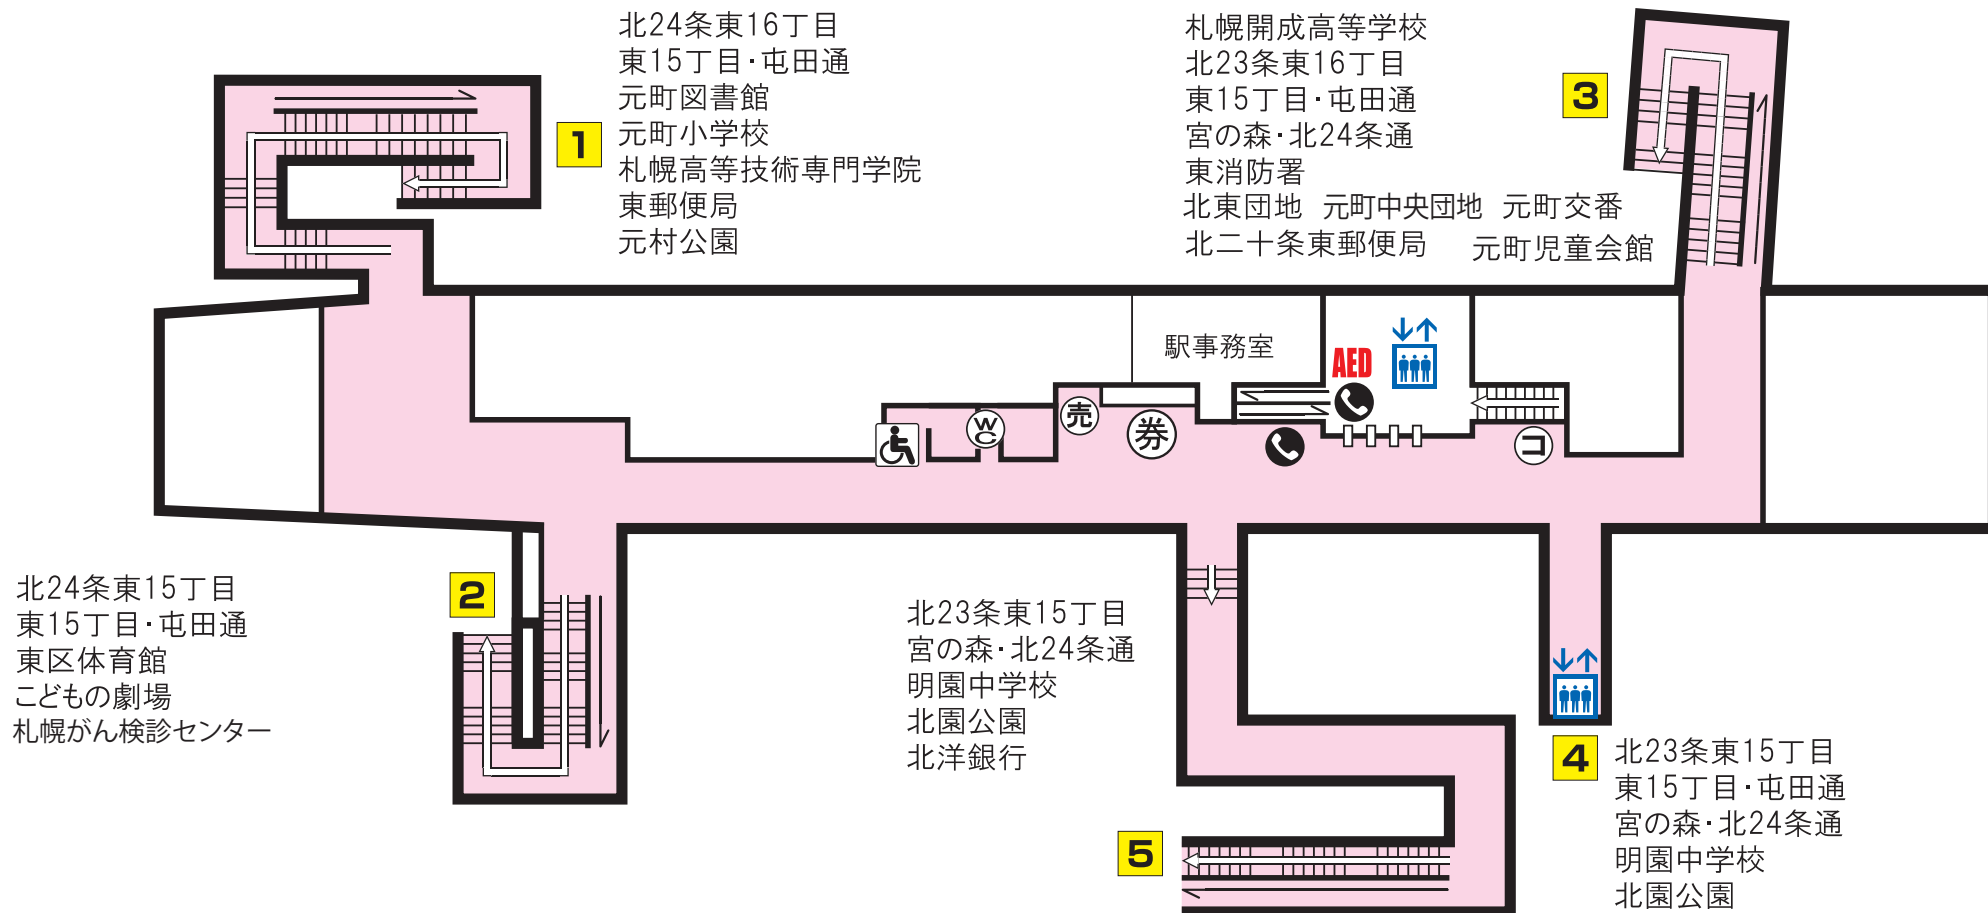 北24条東16丁目
東15丁目・屯田通
元町図書館
元町小学校
札幌高等技術専門学院
東郵便局
元村公園
1
札幌開成高等学校
北23条東16丁目
東15丁目・屯田通
宮の森・北24条通
東消防署
北東団地 元町中央団地 元町交番
北二十条東郵便局 元町児童会館
3
駅事務室
AED
WC
売
券
コ
北24条東15丁目
東15丁目・屯田通
東区体育館
こどもの劇場
札幌がん検診センター
2
北23条東15丁目
宮の森・北24条通
明園中学校
北園公園
北洋銀行
5
4
北23条東15丁目
東15丁目・屯田通
宮の森・北24条通
明園中学校
北園公園